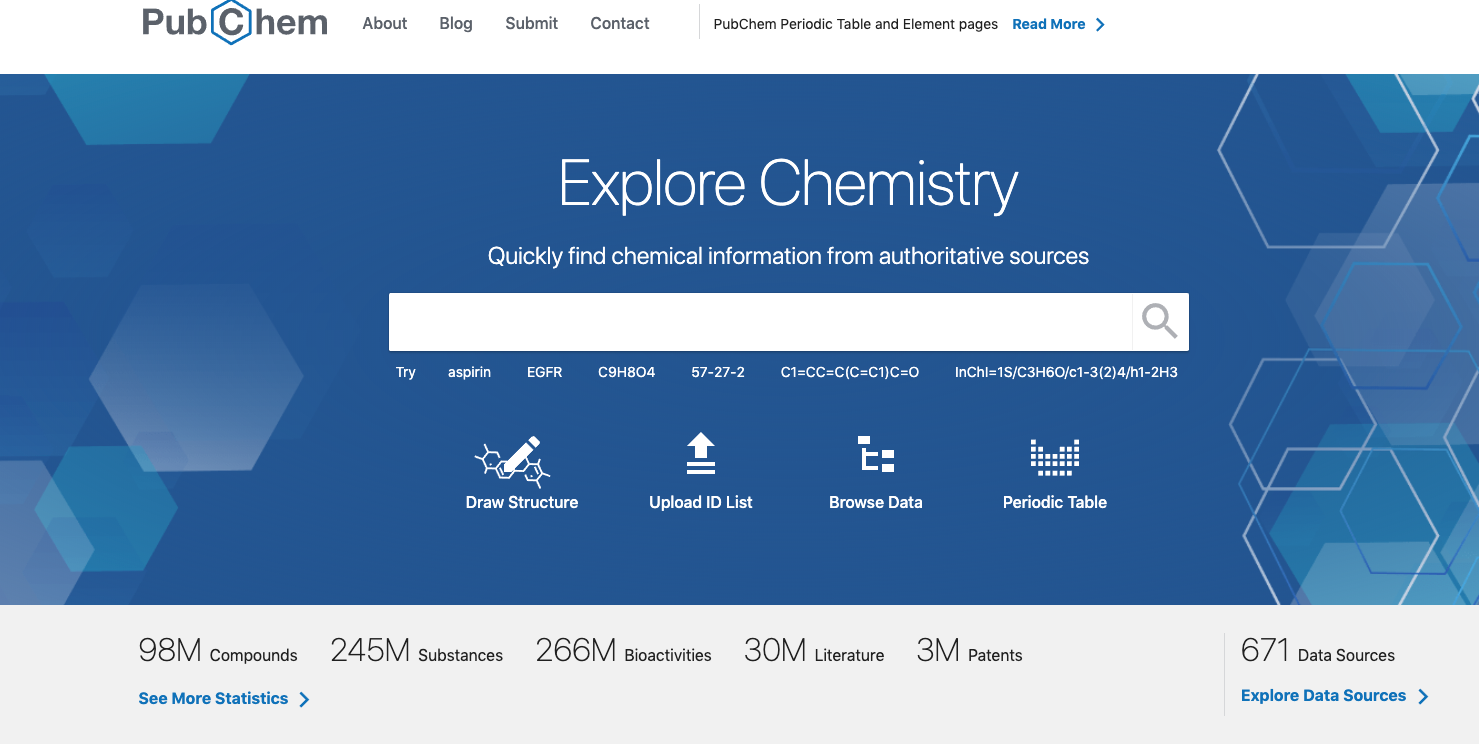 PubChem
About Blog Submit Contact PubChem Periodic Table and Element pages Read More
Explore Chemistry
Quickly find chemical information from authoritative sources
Try aspirin EGFR C9H8O4 57-27-2 C1=CC=C(C=C1)C=O InChI=1S/C3H6O/c1-3(2)4/h1-2H3
Draw Structure Upload ID List Browse Data Periodic Table
98M Compounds 245M Substances 266M Bioactivities 30M Literature 3M Patents 671 Data Sources
See More Statistics Explore Data Sources